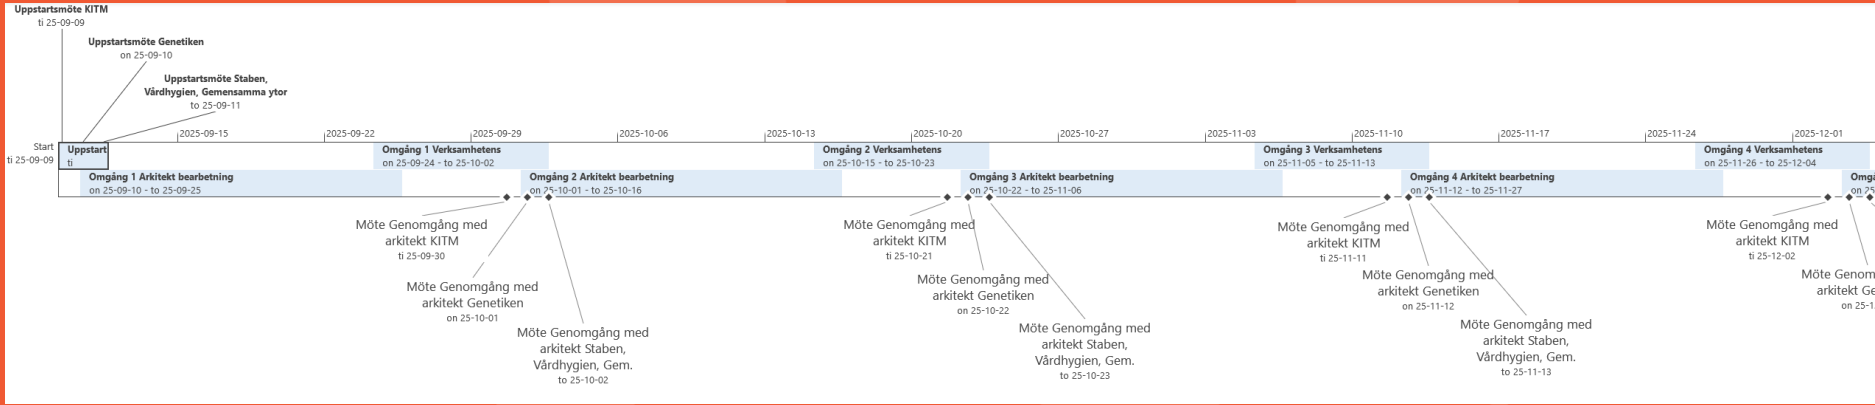 Uppstartsmöte KITM
ti 25-09-09
Uppstartsmöte Genetiken
on 25-09-10
Uppstartsmöte Staben,
Vårdhygien, Gemensamma ytor
to 25-09-11
2025-09-15
2025-09-22
2025-09-29
2025-10-06
2025-10-13
2025-10-20
2025-10-27
2025-11-03
2025-11-10
2025-11-17
2025-11-24
2025-12-01
Start
ti 25-09-09
Uppstart
ti
Omgång 1 Verksamhetens
on 25-09-24 - to 25-10-02
Omgång 2 Verksamhetens
on 25-10-15 - to 25-10-23
Omgång 3 Verksamhetens
on 25-11-05 - to 25-11-13
Omgång 4 Verksamhetens
on 25-11-26 - to 25-12-04
Omgång 1 Arkitekt bearbetning
on 25-09-10 - to 25-09-25
Omgång 2 Arkitekt bearbetning
on 25-10-01 - to 25-10-16
Omgång 3 Arkitekt bearbetning
on 25-10-22 - to 25-11-06
Omgång 4 Arkitekt bearbetning
on 25-11-12 - to 25-11-27
on 25
Möte Genomgång med
arkitekt KITM
ti 25-09-30
Möte Genomgång med
arkitekt Genetiken
on 25-10-01
Möte Genomgång med
arkitekt Staben,
Vårdhygien, Gem.
to 25-10-02
Möte Genomgång med
arkitekt KITM
ti 25-10-21
Möte Genomgång med
arkitekt Genetiken
on 25-10-22
Möte Genomgång med
arkitekt Staben,
Vårdhygien, Gem.
to 25-10-23
Möte Genomgång med
arkitekt KITM
ti 25-11-11
Möte Genomgång med
arkitekt Genetiken
on 25-11-12
Möte Genomgång med
arkitekt Staben,
Vårdhygien, Gem.
to 25-11-13
Möte Genomgång med
arkitekt KITM
ti 25-12-02
Möte Genom
arkitekt Ge
on 25-1